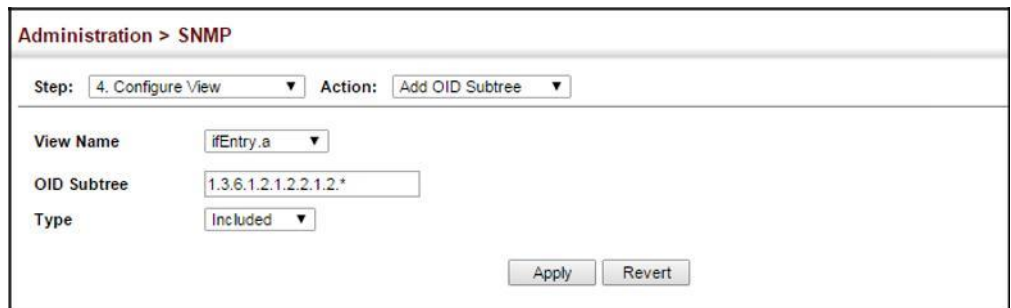 Administration > SNMP
Step: 4. Configure View Action: Add OID Subtree
View Name ifEntry.a
OID Subtree 1.3.6.1.2.1.2.2.1.2.*
Type Included
Apply Revert